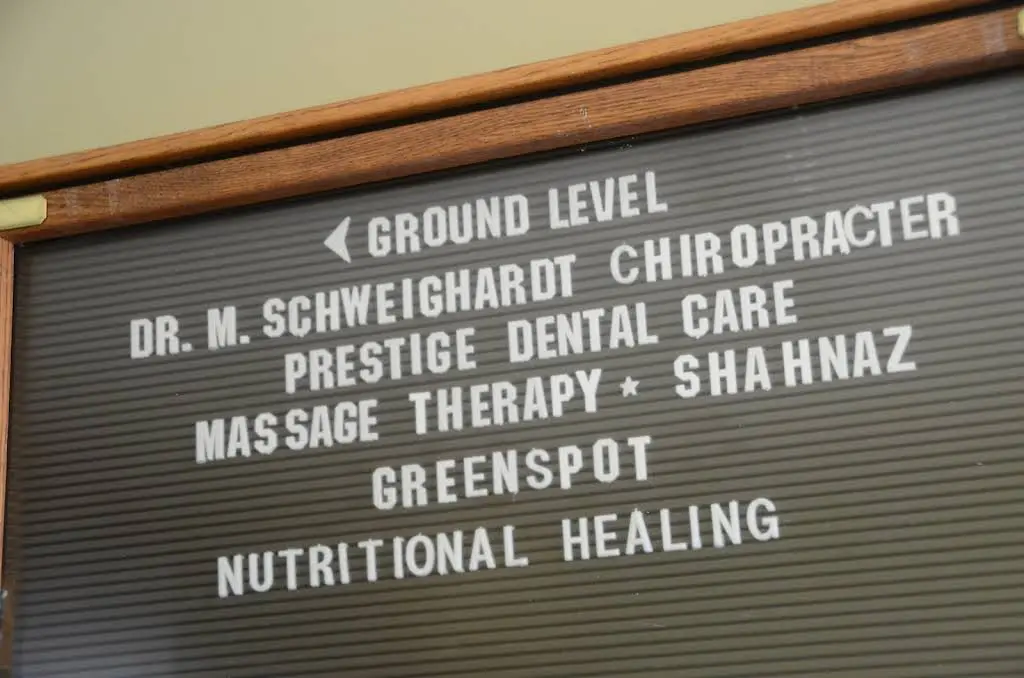 ◀ GROUND LEVEL
DR. M. SCHWEIGHARDT CHIROPRACTER
PRESTIGE DENTAL CARE
MASSAGE THERAPY ★ SHAHNAZ
GREENSPOT
NUTRITIONAL HEALING